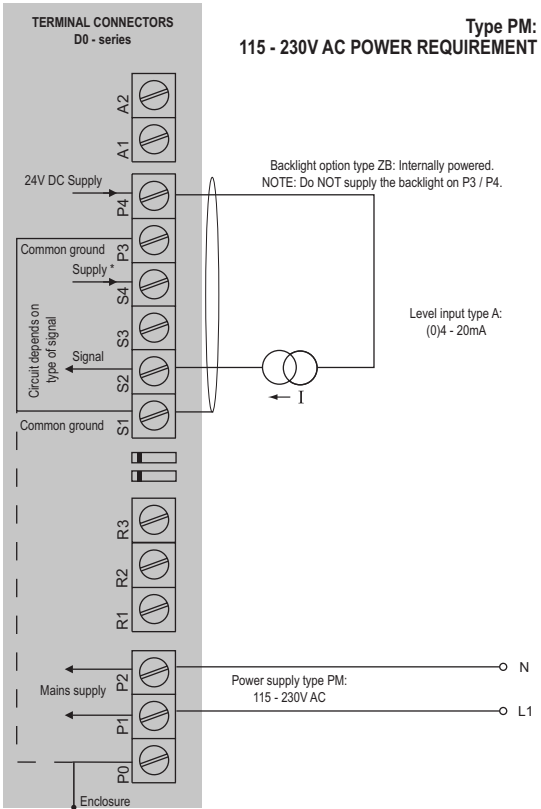 TERMINAL CONNECTORS
D0 - series
Type PM:
115 - 230V AC POWER REQUIREMENT
A2
A1
Backlight option type ZB: Internally powered.
NOTE: Do NOT supply the backlight on P3 / P4.
24V DC Supply
P4
Common ground
P3
Supply *
S4
Level input type A:
(0)4 - 20mA
Circuit depends on
type of signal
S3
Signal
S2
I
Common ground
S1
R3
R2
R1
P2
N
Mains supply
Power supply type PM:
115 - 230V AC
P1
L1
P0
Enclosure